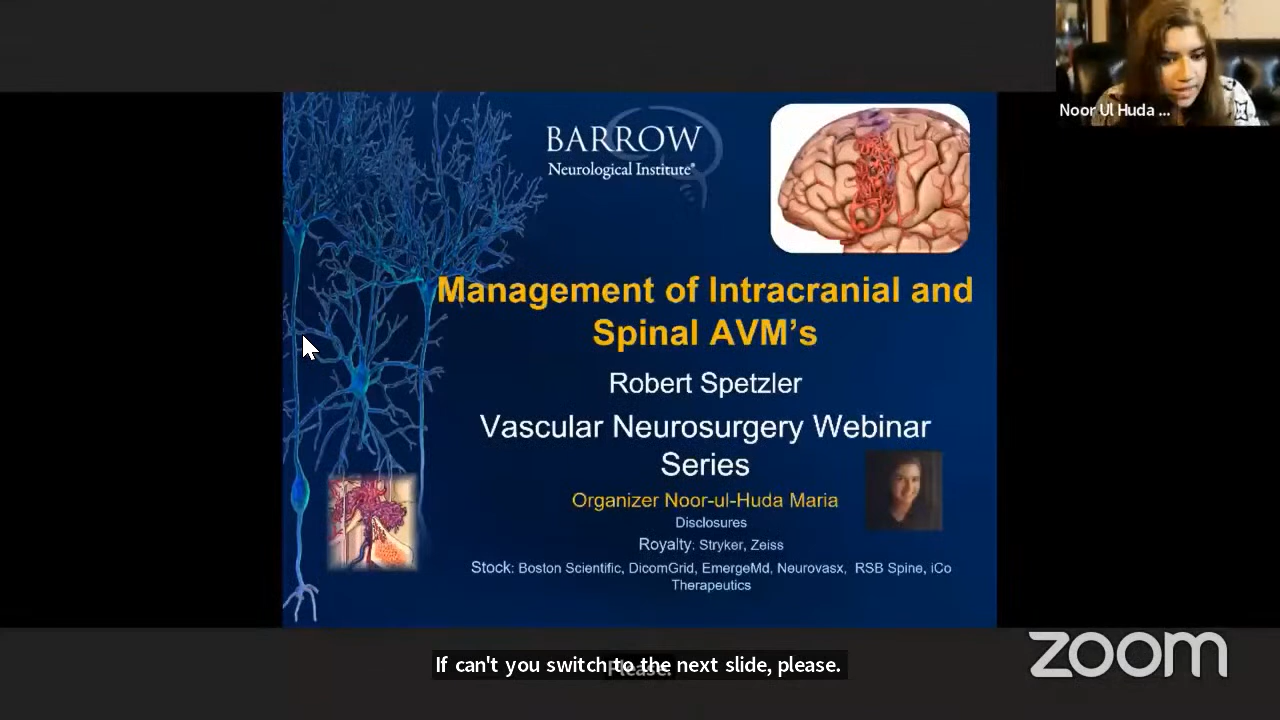 Noor Ul Huda ...
BARROW
Neurological Institute®
Management of Intracranial and
Spinal AVM's
Robert Spetzler
Vascular Neurosurgery Webinar
Series
Organizer Noor-ul-Huda Maria
Disclosures
Royalty: Stryker, Zeiss
Stock: Boston Scientific, DicomGrid, EmergeMd, Neurovasx, RSB Spine, iCo
Therapeutics
If can't you switch to the next slide, please.
Please.
zoom